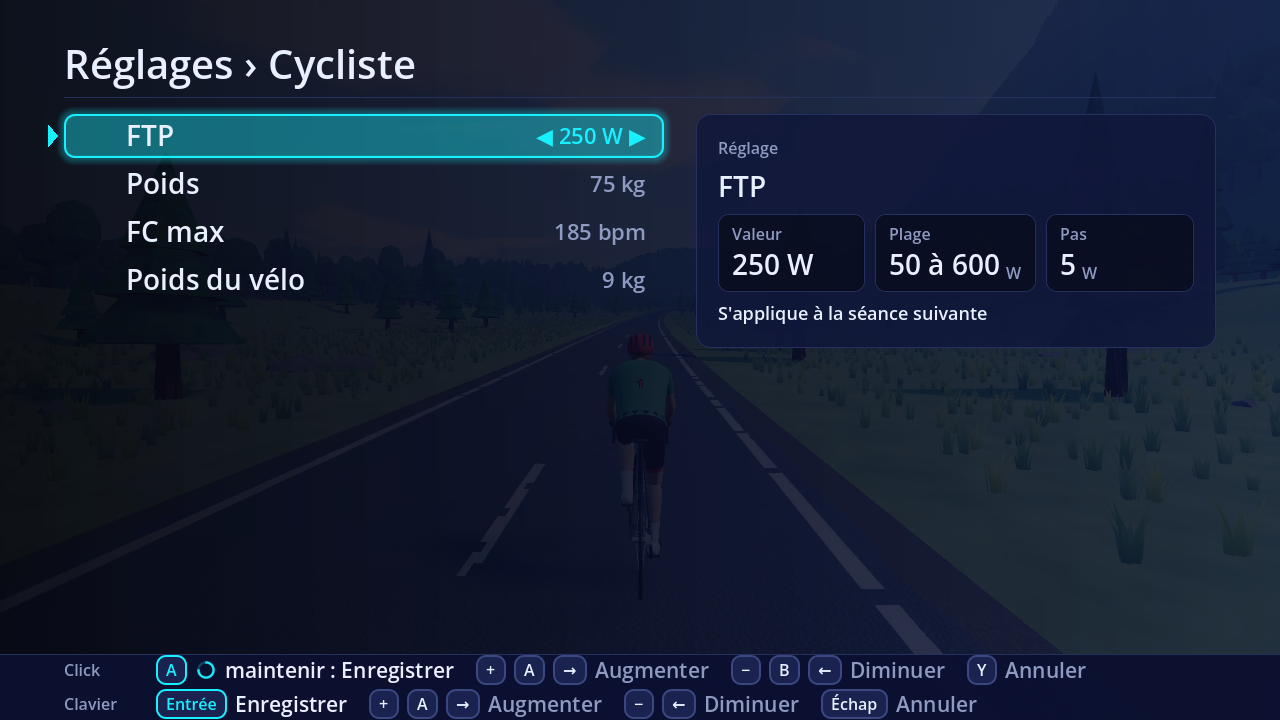 Réglages › Cycliste
FTP ◀ 250 W ▶
Poids 75 kg
FC max 185 bpm
Poids du vélo 9 kg
Réglage
FTP
Valeur Plage Pas
250 W 50 à 600 W 5 W
S'applique à la séance suivante
Click A maintenir : Enregistrer + A → Augmenter − B ← Diminuer Y Annuler
Clavier Entrée Enregistrer + A → Augmenter − ← Diminuer Échap Annuler